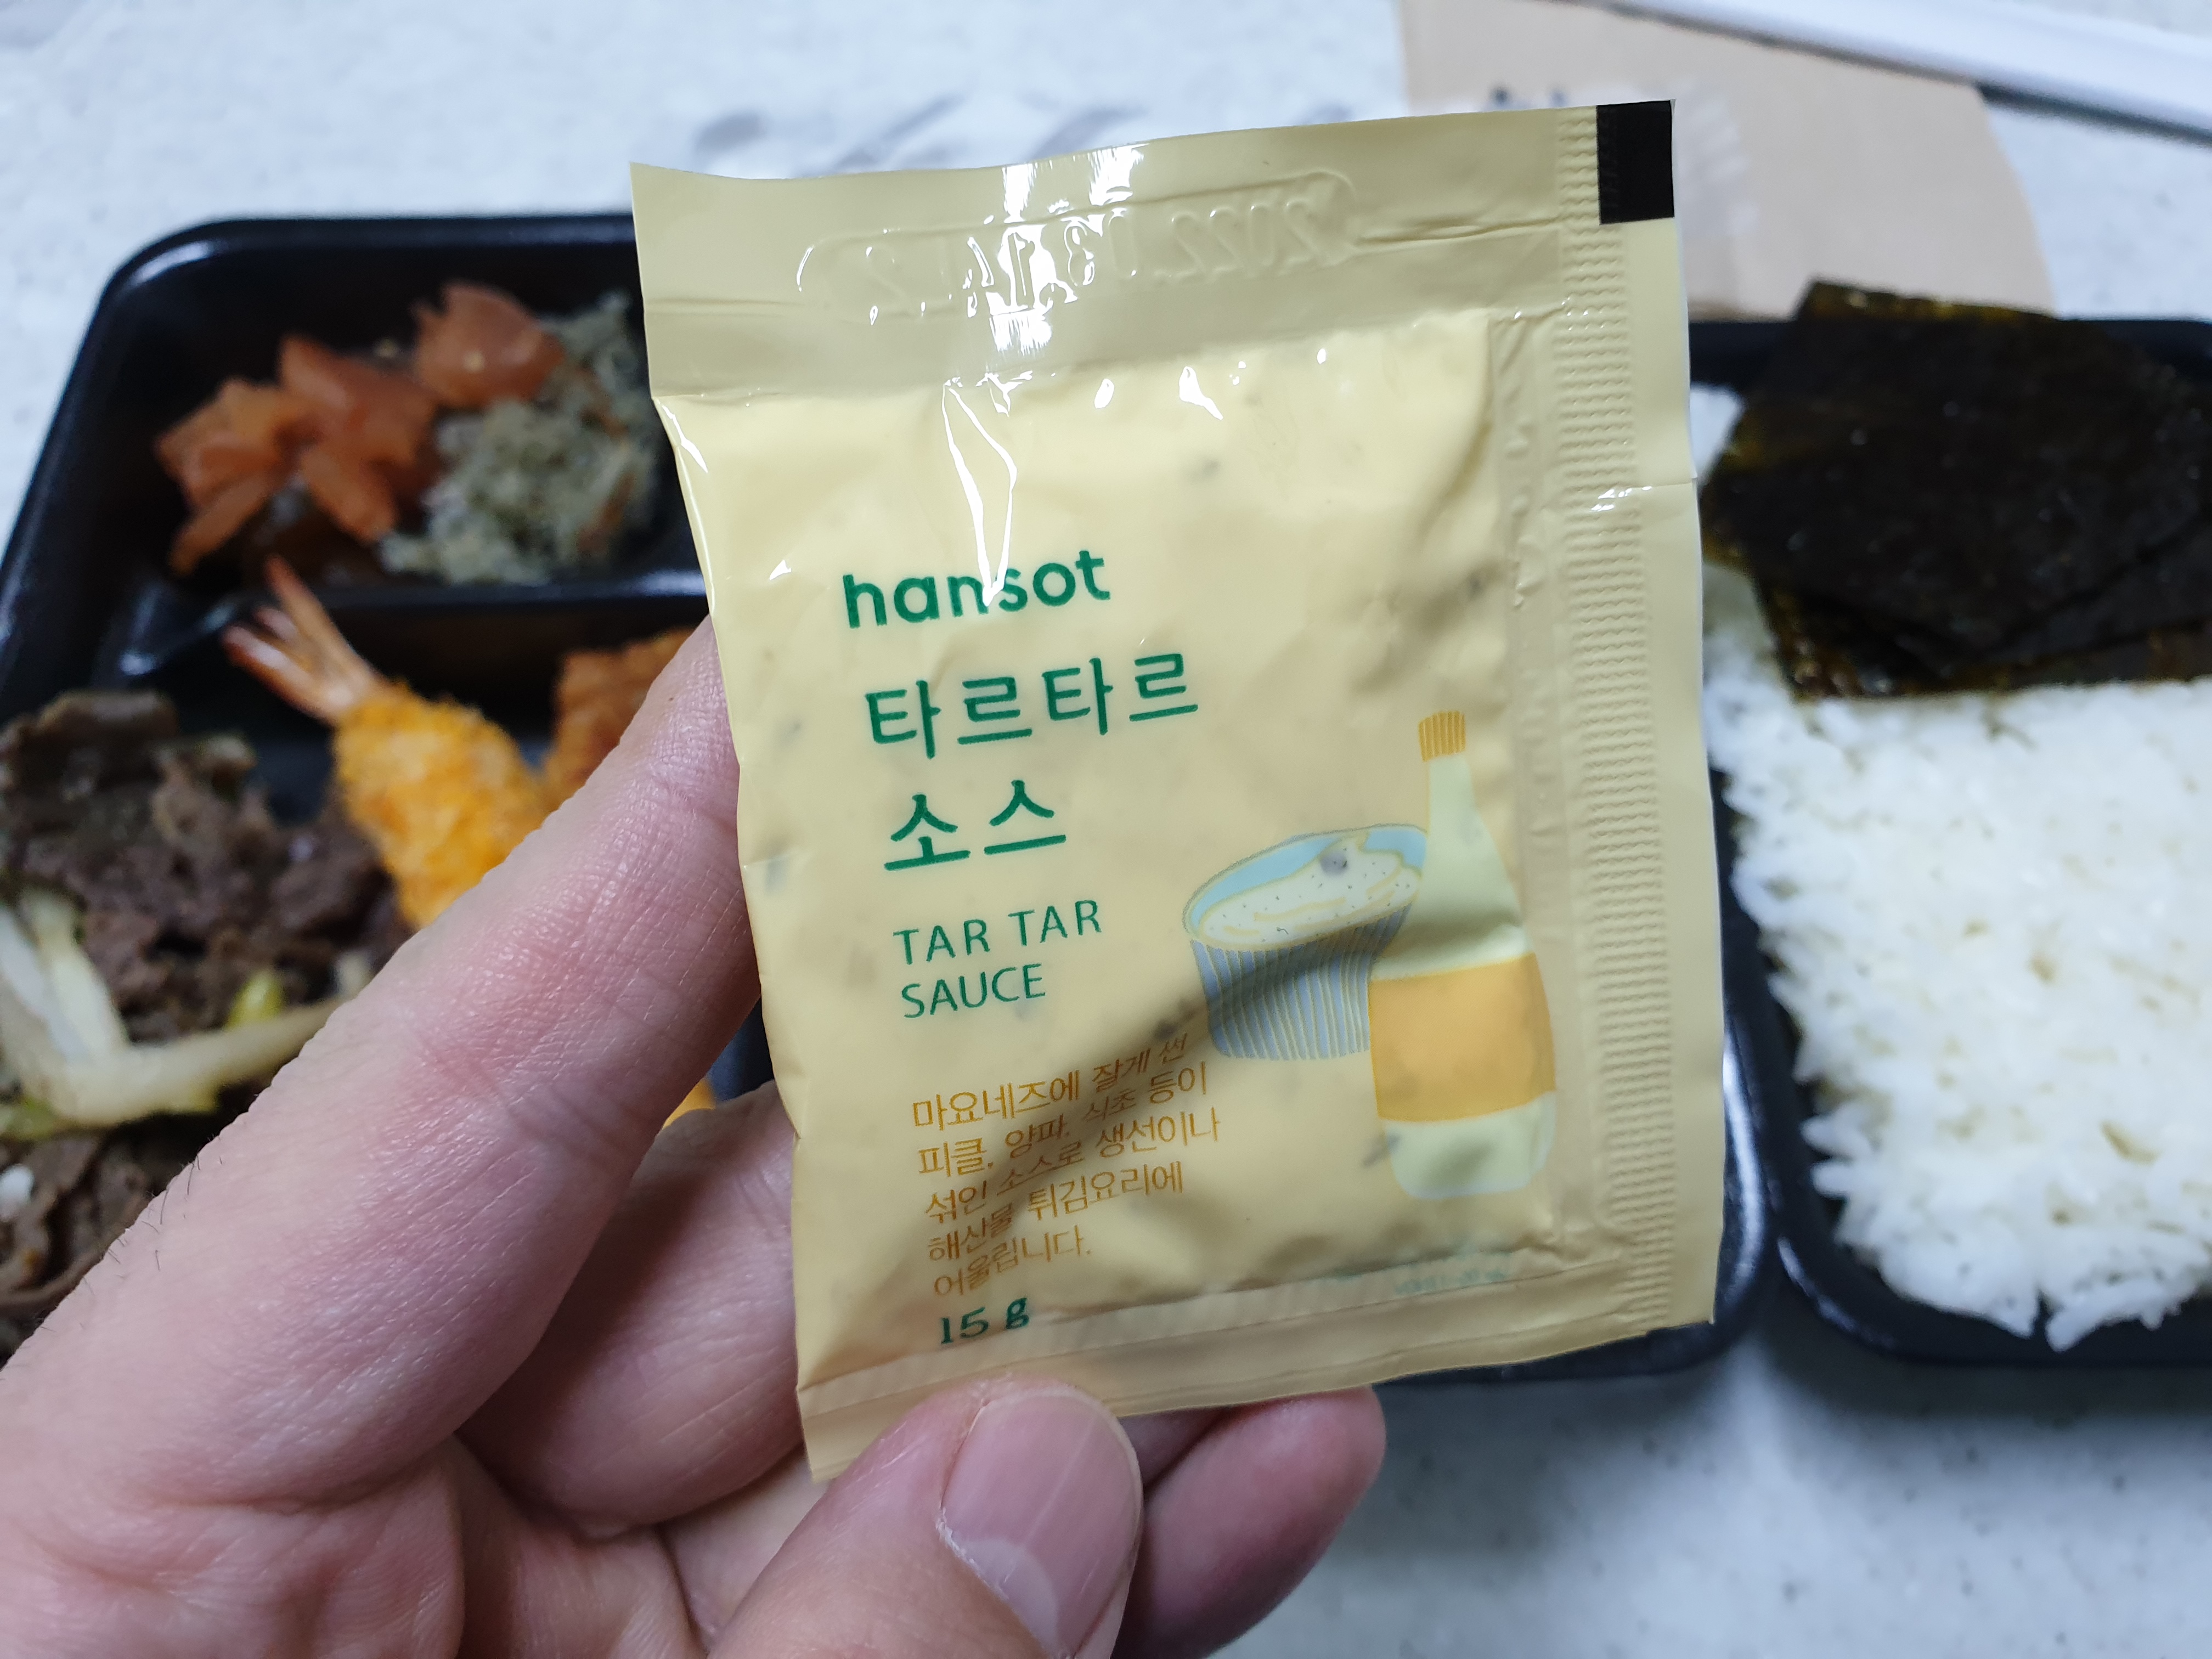 hansot
타르타르
소스
TAR TAR
SAUCE
마요네즈에 잘게 썬
피클, 양파, 식초 등이
섞인 소스로 생선이나
해산물 튀김요리에
어울립니다.
15 g